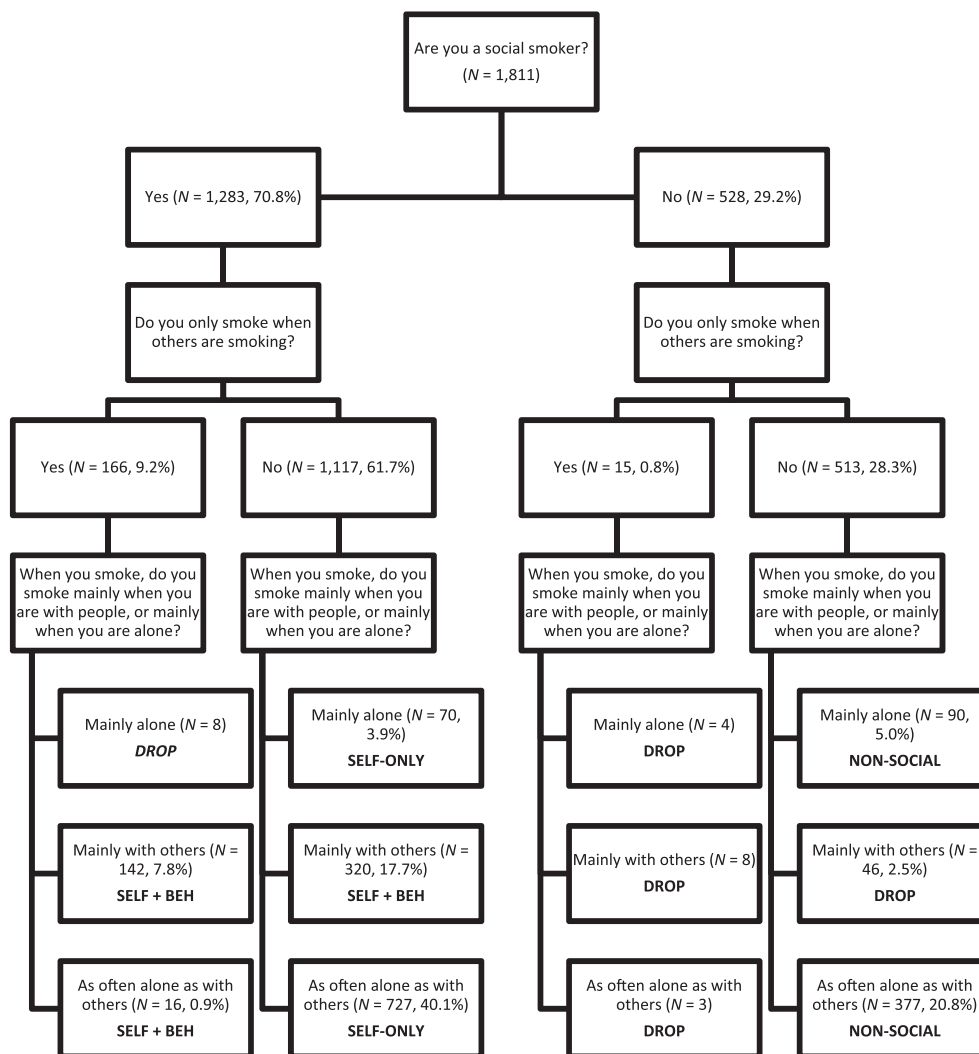 Are you a social smoker?
(N = 1,811)
Yes (N = 1,283, 70.8%)
No (N = 528, 29.2%)
Do you only smoke when
others are smoking?
Do you only smoke when
others are smoking?
Yes (N = 166, 9.2%)
No (N = 1,117, 61.7%)
Yes (N = 15, 0.8%)
No (N = 513, 28.3%)
When you smoke, do you
smoke mainly when you
are with people, or mainly
when you are alone?
When you smoke, do you
smoke mainly when you
are with people, or mainly
when you are alone?
When you smoke, do you
smoke mainly when you
are with people, or mainly
when you are alone?
When you smoke, do you
smoke mainly when you
are with people, or mainly
when you are alone?
Mainly alone (N = 8)
DROP
Mainly alone (N = 70,
3.9%)
SELF-ONLY
Mainly alone (N = 4)
DROP
Mainly alone (N = 90,
5.0%)
NON-SOCIAL
Mainly with others (N =
142, 7.8%)
SELF + BEH
Mainly with others (N =
320, 17.7%)
SELF + BEH
Mainly with others (N = 8)
DROP
Mainly with others (N =
46, 2.5%)
DROP
As often alone as with
others (N = 16, 0.9%)
SELF + BEH
As often alone as with
others (N = 727, 40.1%)
SELF-ONLY
As often alone as with
others (N = 3)
DROP
As often alone as with
others (N = 377, 20.8%)
NON-SOCIAL